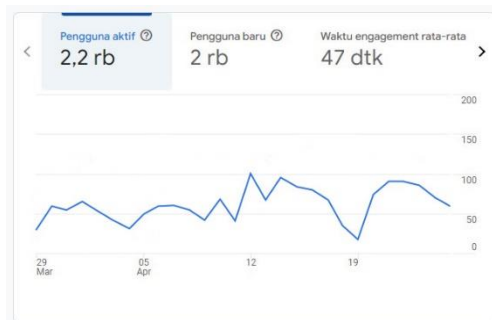 Pengguna aktif
2,2 rb
Pengguna baru
2 rb
Waktu engagement rata-rata
47 dtk
200
150
100
50
0
29
Mar
05
Apr
12
19